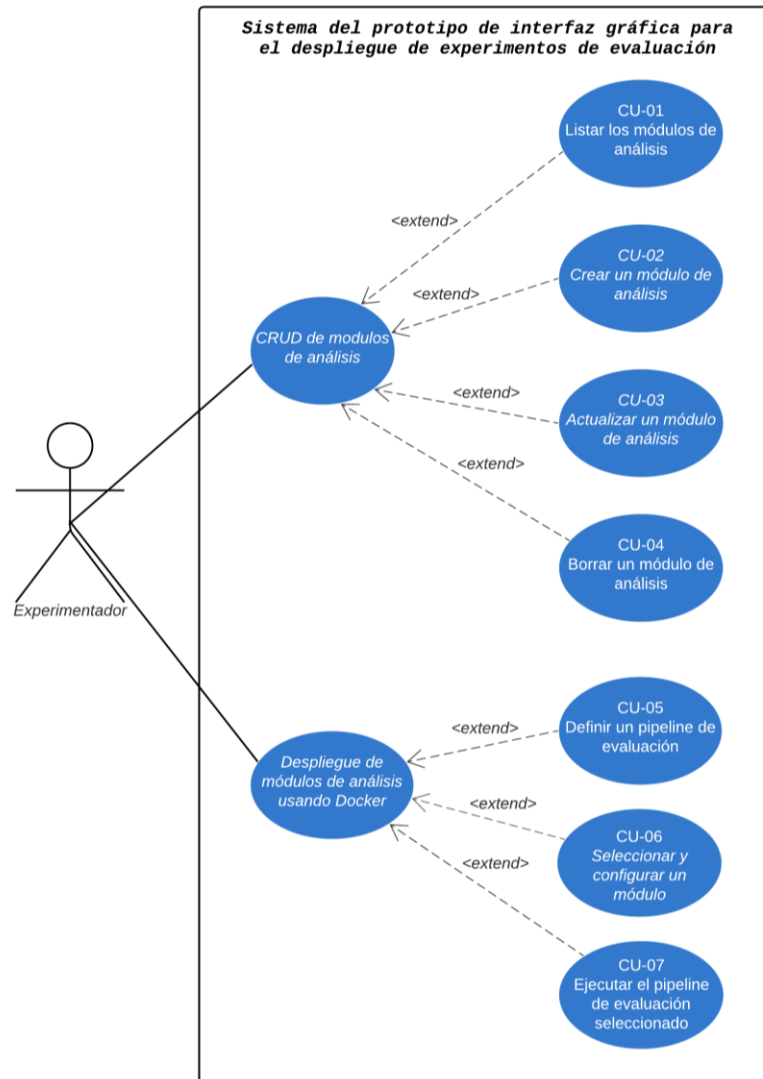 Sistema del prototipo de interfaz gráfica para
el despliegue de experimentos de evaluación
CU-01
Listar los módulos de
análisis
<extend>
CU-02
Crear un módulo de
análisis
<extend>
CRUD de modulos
de análisis
<extend>
CU-03
Actualizar un módulo
de análisis
<extend>
CU-04
Borrar un módulo de
análisis
Experimentador
CU-05
Definir un pipeline de
evaluación
<extend>
Despliegue de
módulos de análisis
usando Docker
<extend>
CU-06
Seleccionar y
configurar un
módulo
<extend>
CU-07
Ejecutar el pipeline
de evaluación
seleccionado